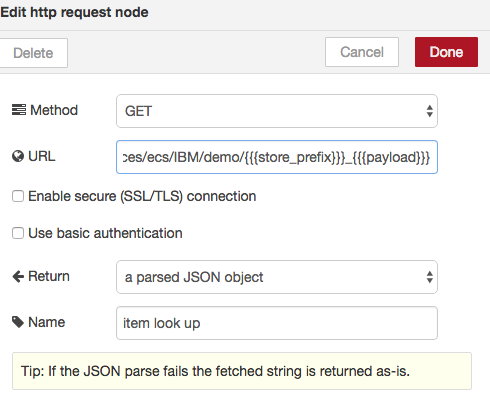 Edit http request node
Delete Cancel Done
Method GET
URL ces/ecs/IBM/demo/{{{store_prefix}}}_{{{payload}}}
Enable secure (SSL/TLS) connection
Use basic authentication
Return a parsed JSON object
Name item look up
Tip: If the JSON parse fails the fetched string is returned as-is.